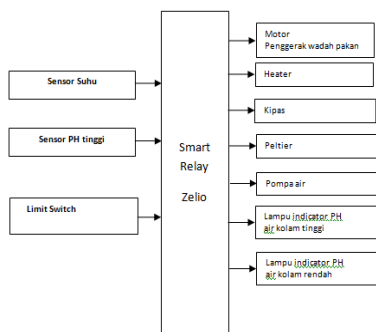 Sensor Suhu
Sensor PH tinggi
Limit Switch
Smart
Relay
Zelio
Motor
Penggerak wadah pakan
Heater
Kipas
Peltier
Pompa air
Lampu indicator PH
air kolam tinggi
Lampu indicator PH
air kolam rendah